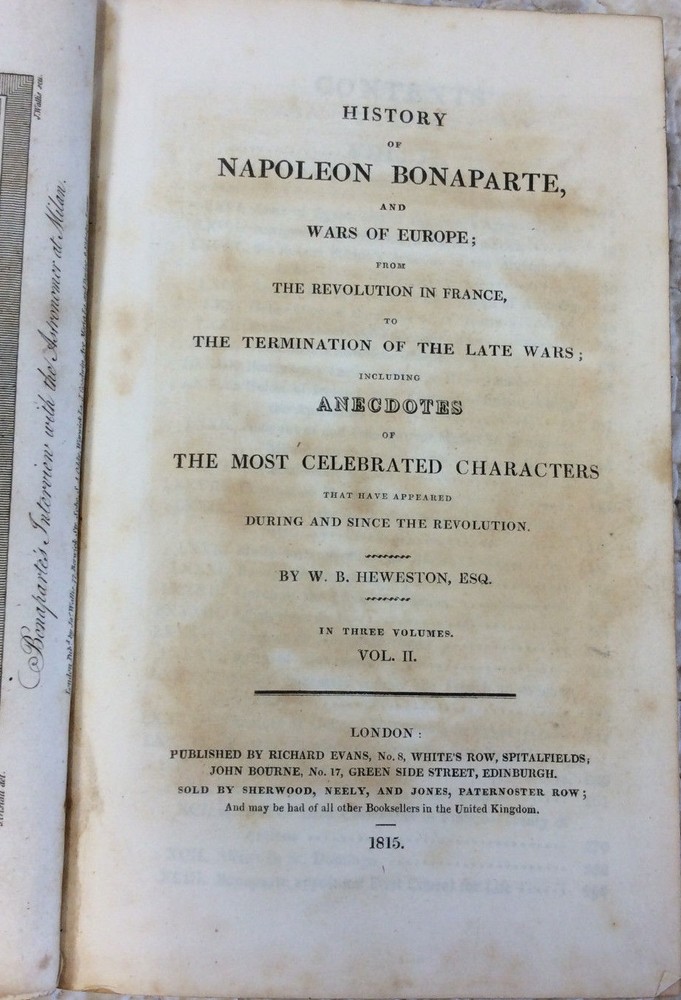 HISTORY
OF
NAPOLEON BONAPARTE,
AND
WARS OF EUROPE;
FROM
THE REVOLUTION IN FRANCE,
TO
THE TERMINATION OF THE LATE WARS;
INCLUDING
ANECDOTES
OF
THE MOST CELEBRATED CHARACTERS
THAT HAVE APPEARED
DURING AND SINCE THE REVOLUTION.
BY W. B. HEWESTON, ESQ.
IN THREE VOLUMES.
VOL. II.
LONDON:
PUBLISHED BY RICHARD EVANS, No. 8, WHITE'S ROW, SPITALFIELDS;
JOHN BOURNE, No. 17, GREEN SIDE STREET, EDINBURGH.
SOLD BY SHERWOOD, NEELY, AND JONES, PATERNOSTER ROW;
And may be had of all other Booksellers in the United Kingdom.
1815.
Bonaparte's Interview with the Astronomer at Milan.